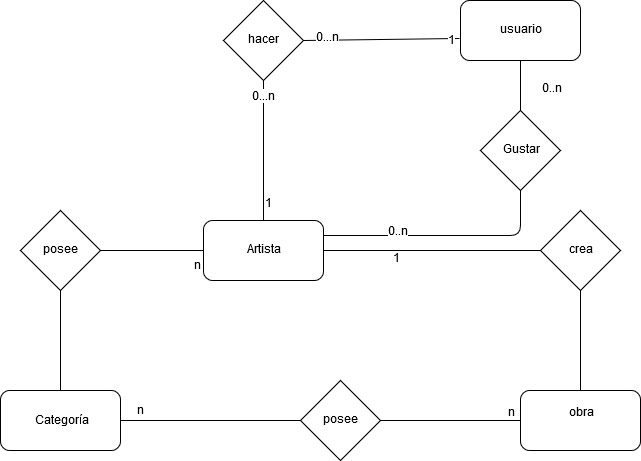 usuario
hacer
0...n
1
0...n
0..n
Gustar
1
0..n
posee
Artista
crea
n
1
Categoría
n
posee
n
obra